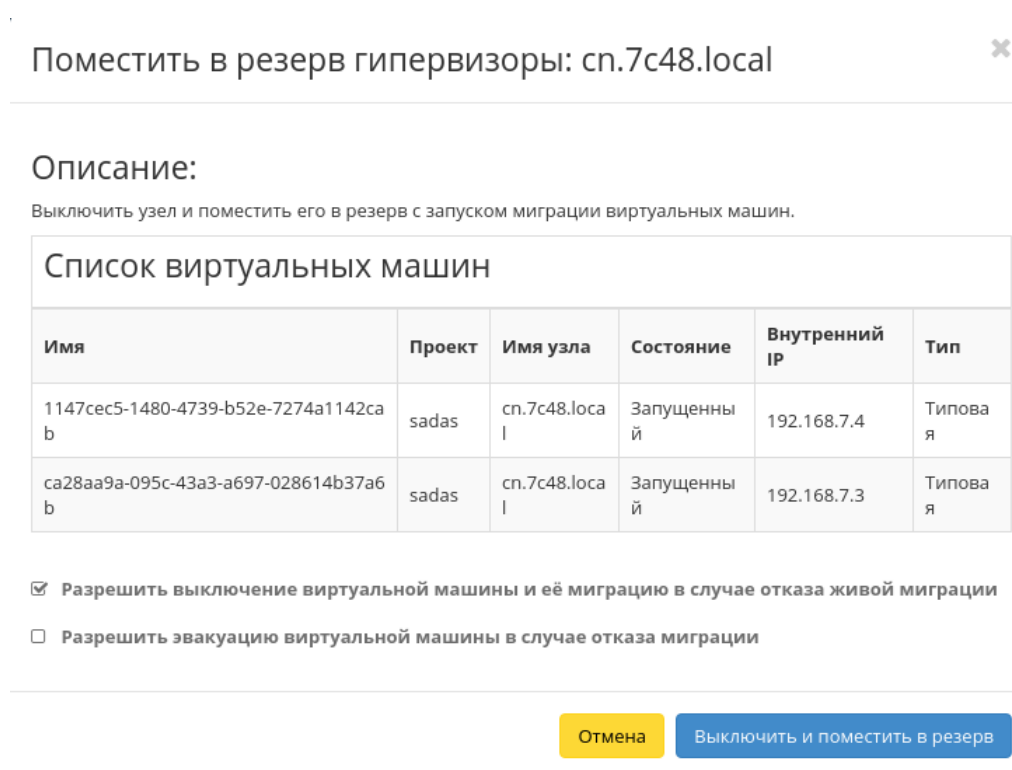 Поместить в резерв гипервизоры: cn.7c48.local
×
Описание:
Выключить узел и поместить его в резерв с запуском миграции виртуальных машин.
Список виртуальных машин
Имя Проект Имя узла Состояние Внутренний IP Тип
1147cec5-1480-4739-b52e-7274a1142ca
b
sadas
cn.7c48.loca
l
Запущенны
й
192.168.7.4
Типова
я
ca28aa9a-095c-43a3-a697-028614b37a6
b
sadas
cn.7c48.loca
l
Запущенны
й
192.168.7.3
Типова
я
Разрешить выключение виртуальной машины и её миграцию в случае отказа живой миграции
Разрешить эвакуацию виртуальной машины в случае отказа миграции
Отмена
Выключить и поместить в резерв